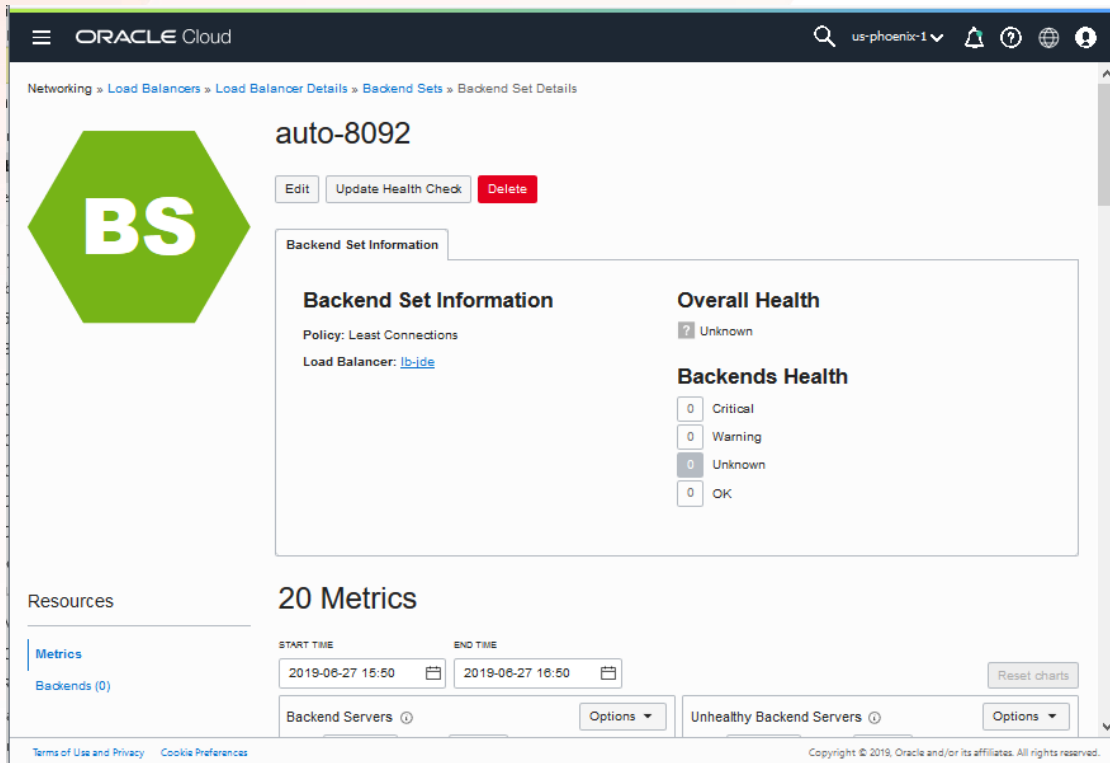 ORACLE Cloud
us-phoenix-1
Networking » Load Balancers » Load Balancer Details » Backend Sets » Backend Set Details
BS
auto-8092
Edit
Update Health Check
Delete
Backend Set Information
Backend Set Information
Policy: Least Connections
Load Balancer: lb-jde
Overall Health
? Unknown
Backends Health
0 Critical
0 Warning
0 Unknown
0 OK
Resources
Metrics
Backends (0)
20 Metrics
START TIME
END TIME
2019-06-27 15:50
2019-06-27 16:50
Reset charts
Backend Servers
Options
Unhealthy Backend Servers
Options
Terms of Use and Privacy Cookie Preferences
Copyright © 2019, Oracle and/or its affiliates. All rights reserved.